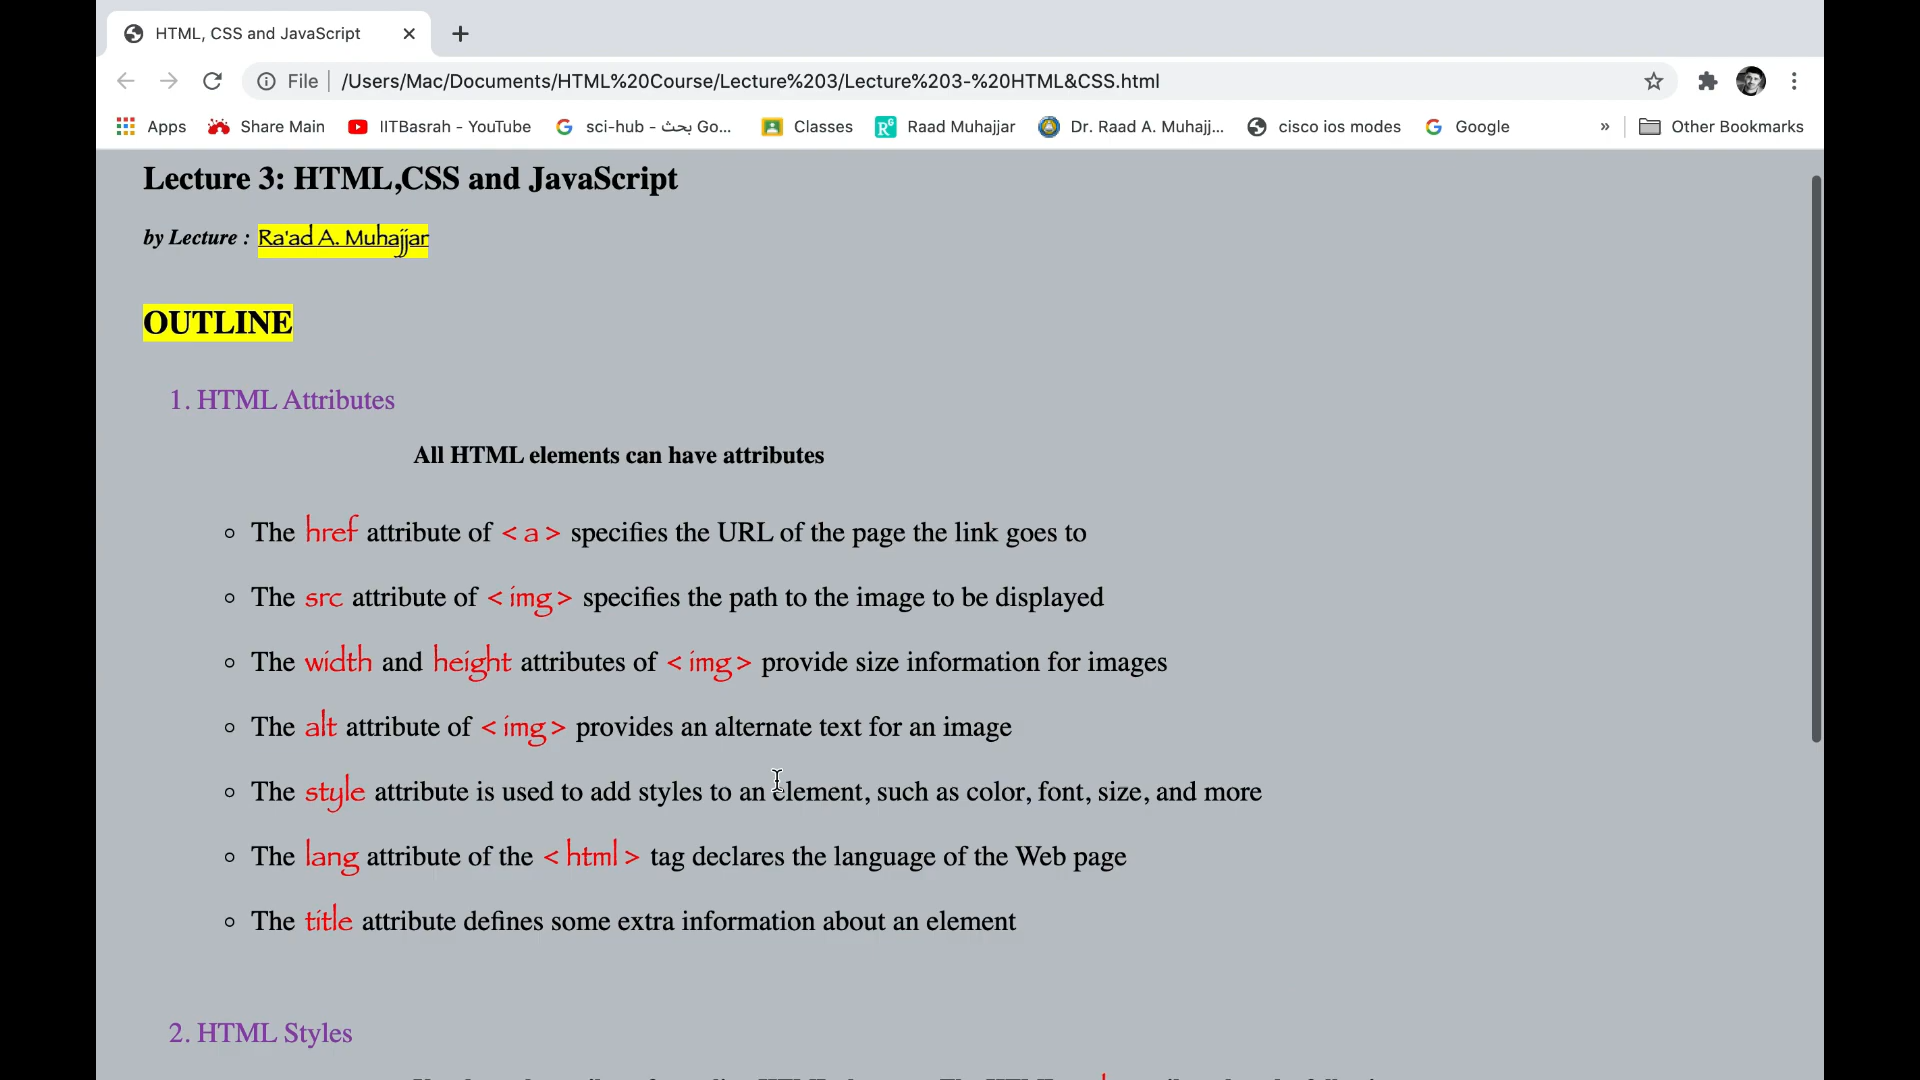 HTML, CSS and JavaScript
File | /Users/Mac/Documents/HTML%20Course/Lecture%203/Lecture%203-%20HTML&CSS.html
Apps Share Main IITBasrah - YouTube sci-hub - بحث Go... Classes Raad Muhajjar Dr. Raad A. Muhajj... cisco ios modes Google » Other Bookmarks
Lecture 3: HTML,CSS and JavaScript
by Lecture : Ra'ad A. Muhajjar
OUTLINE
1. HTML Attributes
All HTML elements can have attributes
The href attribute of < a > specifies the URL of the page the link goes to
The src attribute of < img > specifies the path to the image to be displayed
The width and height attributes of < img > provide size information for images
The alt attribute of < img > provides an alternate text for an image
The style attribute is used to add styles to an element, such as color, font, size, and more
The lang attribute of the < html > tag declares the language of the Web page
The title attribute defines some extra information about an element
2. HTML Styles